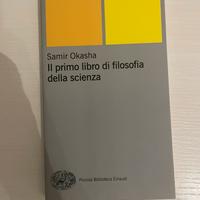 Samir Okasha
Il primo libro di filosofia
della scienza
Piccola Biblioteca Einaudi